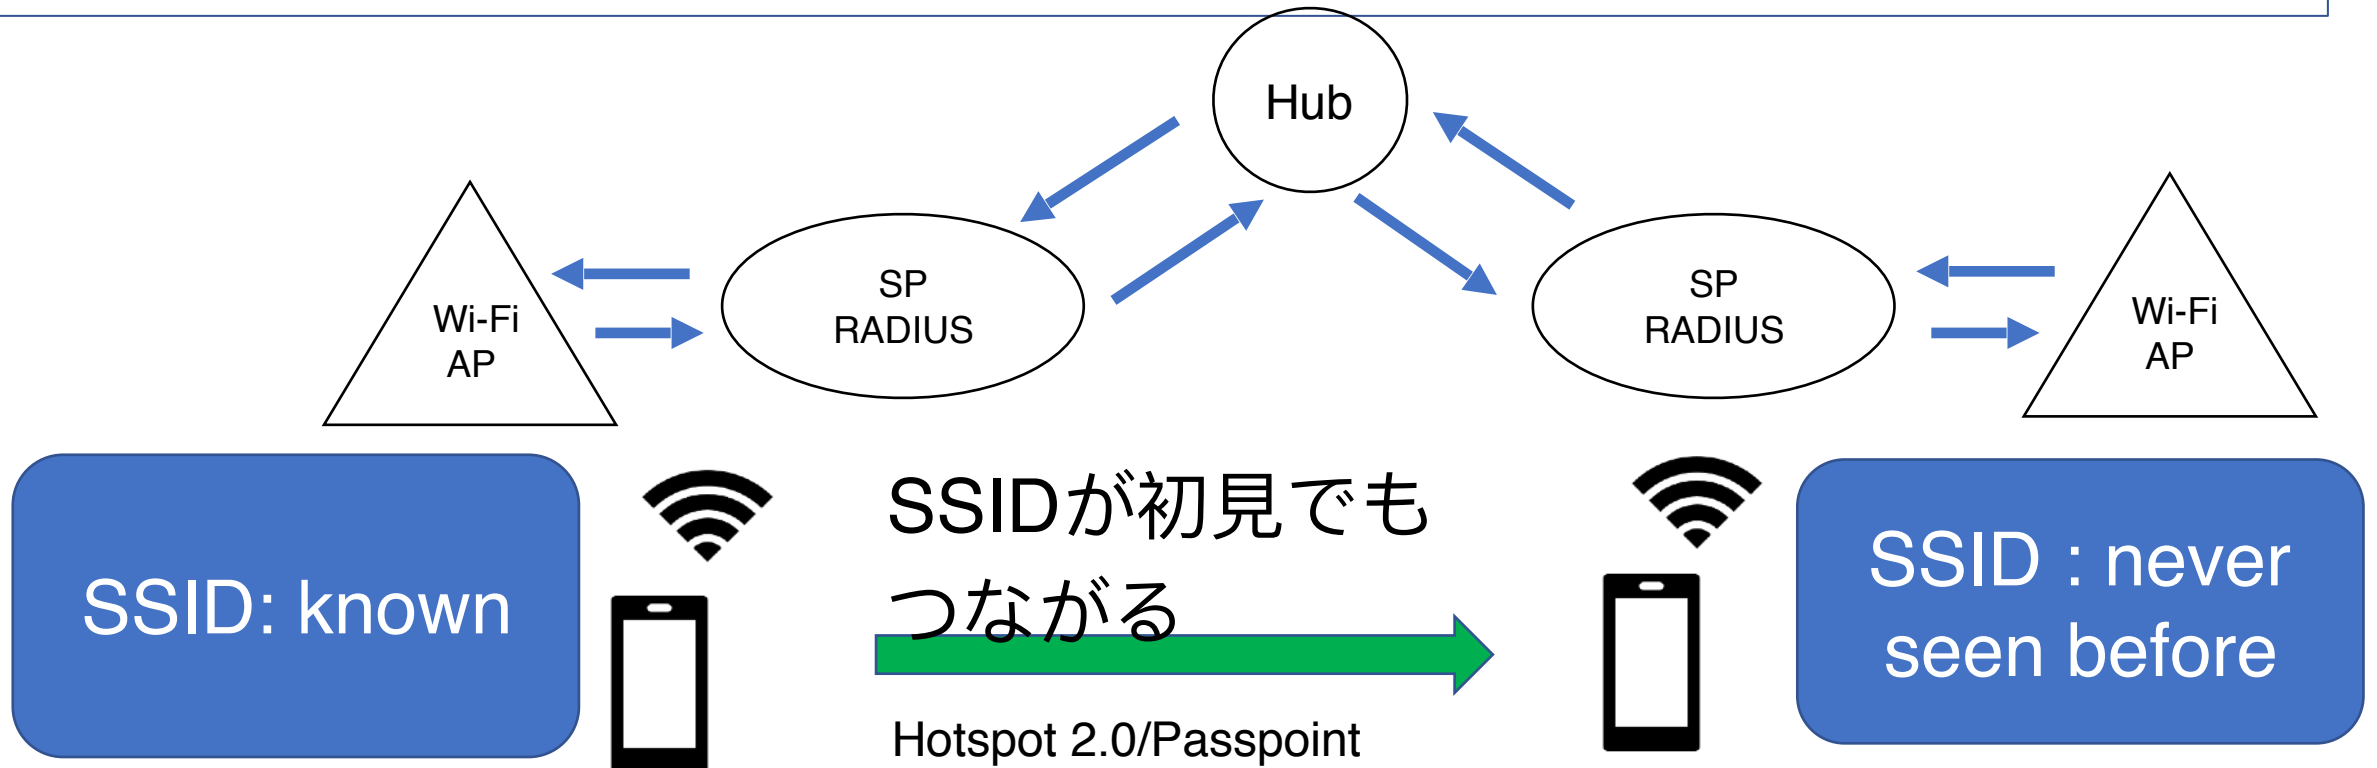 Hub
Wi-Fi
AP
SP
RADIUS
SP
RADIUS
Wi-Fi
AP
SSID: known
SSIDが初見でも
つながる
Hotspot 2.0/Passpoint
SSID : never
seen before